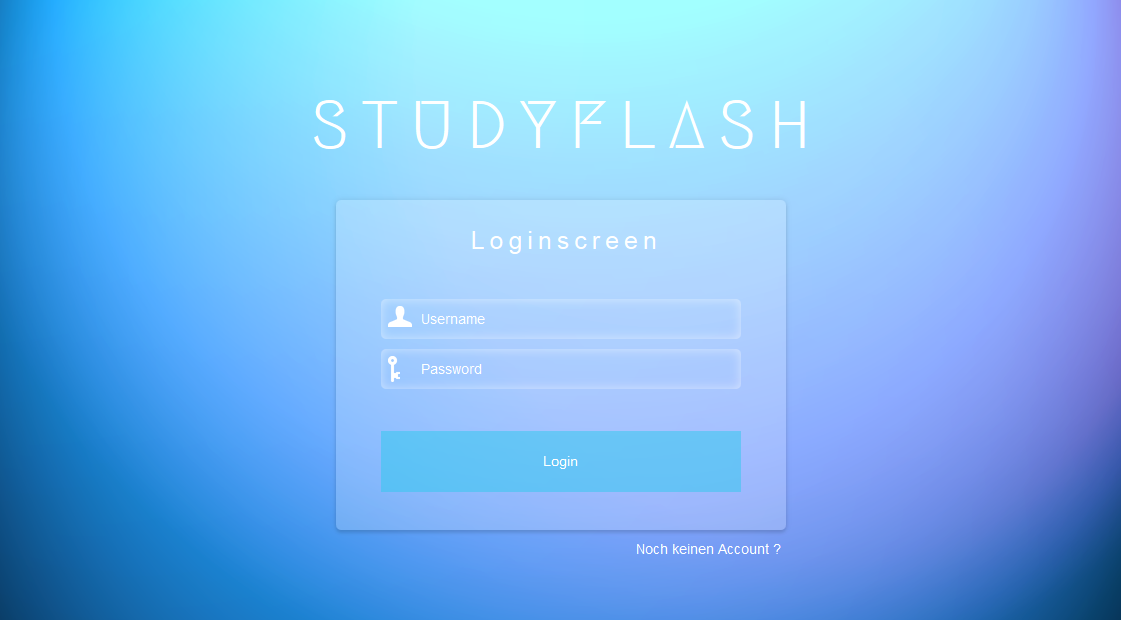 STUDYFLASH
Loginscreen
Username
Password
Login
Noch keinen Account ?